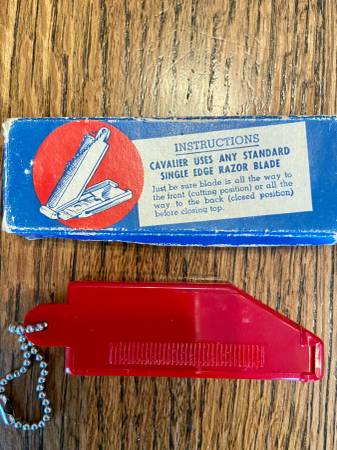 INSTRUCTIONS
CAVALIER USES ANY STANDARD
SINGLE EDGE RAZOR BLADE
Just be sure blade is all the way to
the front (cutting position) or all the
way to the back (closed position)
before closing top.